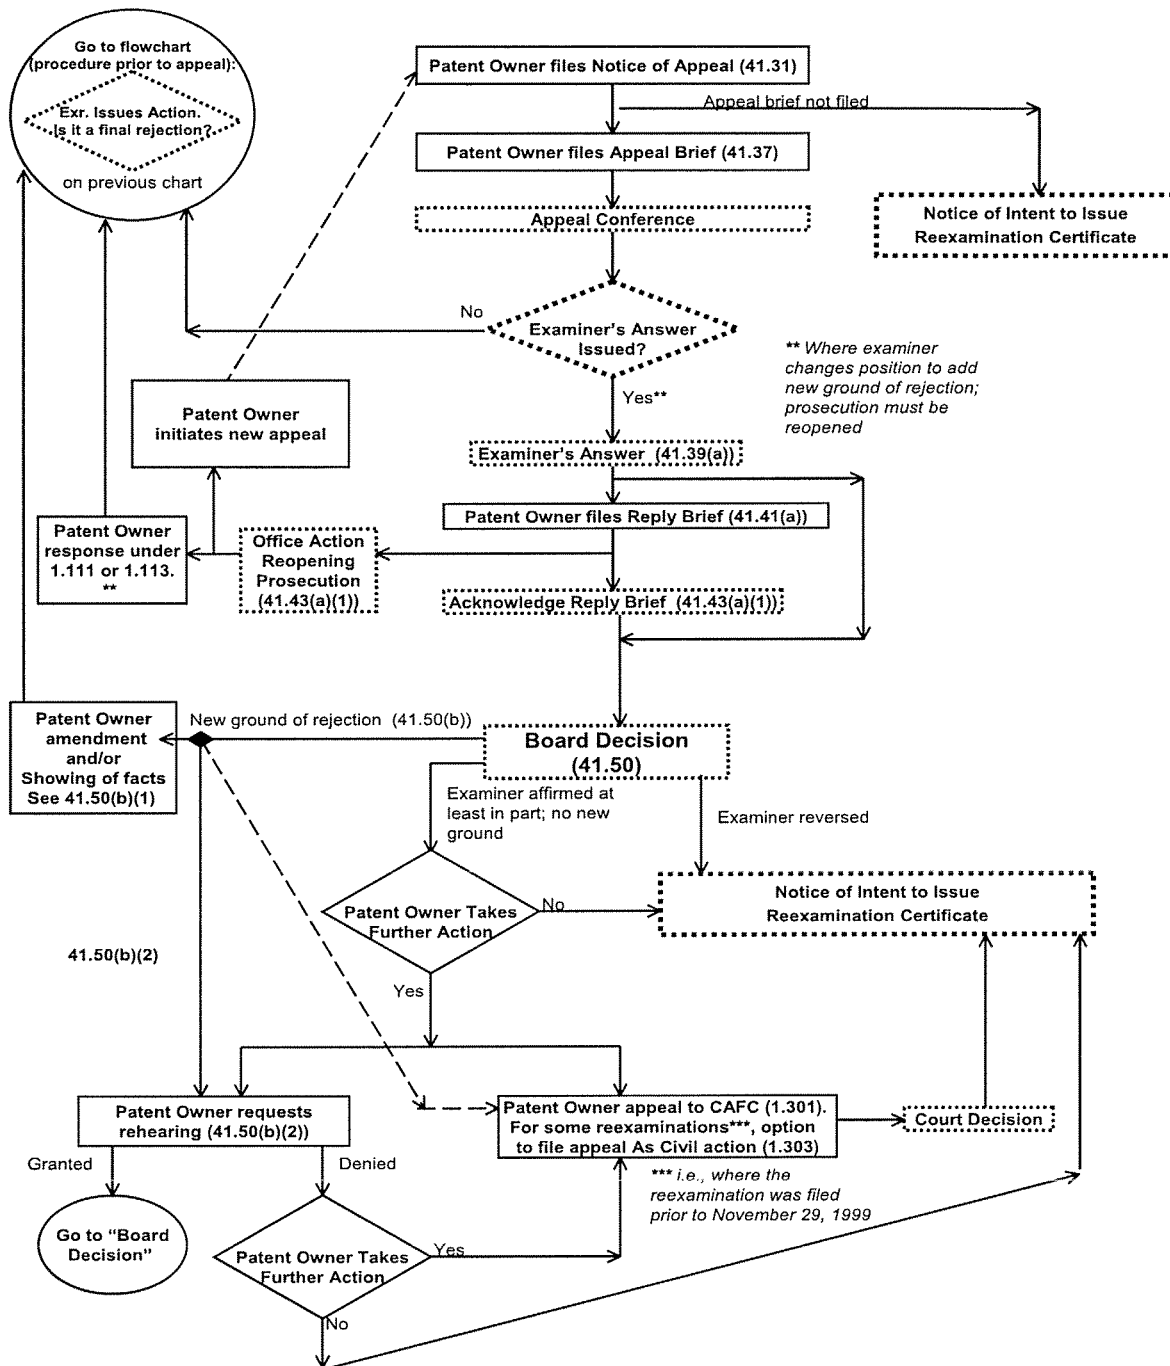 Go to flowchart
(procedure prior to appeal):
Exr. Issues Action.
Is it a final rejection?
on previous chart
Patent Owner files Notice of Appeal (41.31)
Appeal brief not filed
Patent Owner files Appeal Brief (41.37)
Appeal Conference
Notice of Intent to Issue
Reexamination Certificate
No
Examiner's Answer
Issued?
** Where examiner
changes position to add
new ground of rejection;
prosecution must be
reopened
Yes**
Patent Owner
initiates new appeal
Examiner's Answer (41.39(a))
Patent Owner files Reply Brief (41.41(a))
Patent Owner
response under
1.111 or 1.113.
**
Office Action
Reopening
Prosecution
(41.43(a)(1))
Acknowledge Reply Brief (41.43(a)(1))
Patent Owner
amendment
and/or
Showing of facts
See 41.50(b)(1)
New ground of rejection (41.50(b))
Board Decision
(41.50)
Examiner affirmed at
least in part; no new
ground
Examiner reversed
Patent Owner Takes
Further Action
No
Notice of Intent to Issue
Reexamination Certificate
41.50(b)(2)
Yes
Patent Owner requests
rehearing (41.50(b)(2))
Patent Owner appeal to CAFC (1.301).
For some reexaminations***, option
to file appeal As Civil action (1.303)
Court Decision
Granted
Denied
*** i.e., where the
reexamination was filed
prior to November 29, 1999
Go to “Board
Decision”
Patent Owner Takes
Further Action
Yes
No